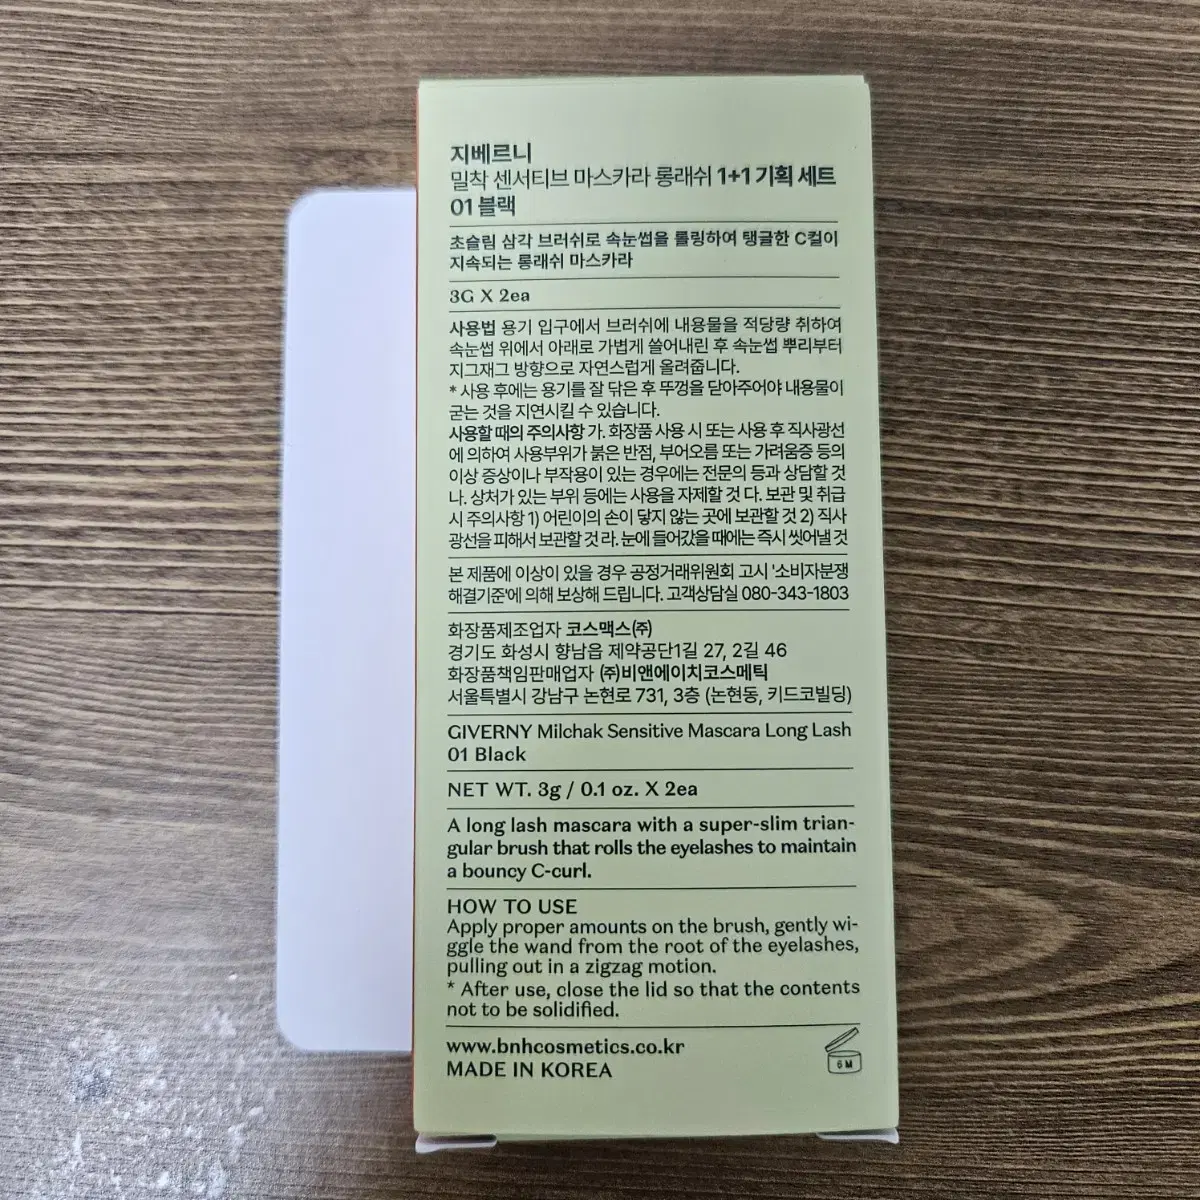 지베르니
밀착 센서티브 마스카라 롱래쉬 1+1 기획 세트
01 블랙
초슬림 삼각 브러쉬로 속눈썹을 롤링하여 탱글한 C컬이
지속되는 롱래쉬 마스카라
3G X 2ea
사용법 용기 입구에서 브러쉬에 내용물을 적당량 취하여
속눈썹 위에서 아래로 가볍게 쓸어내린 후 속눈썹 뿌리부터
지그재그 방향으로 자연스럽게 올려줍니다.
* 사용 후에는 용기를 잘 닦은 후 뚜껑을 닫아주어야 내용물이
굳는 것을 지연시킬 수 있습니다.
사용할 때의 주의사항 가. 화장품 사용 시 또는 사용 후 직사광선
에 의하여 사용부위가 붉은 반점, 부어오름 또는 가려움증 등의
이상 증상이나 부작용이 있는 경우에는 전문의 등과 상담할 것
나. 상처가 있는 부위 등에는 사용을 자제할 것 다. 보관 및 취급
시 주의사항 1) 어린이의 손이 닿지 않는 곳에 보관할 것 2) 직사
광선을 피해서 보관할 것 라. 눈에 들어갔을 때에는 즉시 씻어낼 것
본 제품에 이상이 있을 경우 공정거래위원회 고시 '소비자분쟁
해결기준'에 의해 보상해 드립니다. 고객상담실 080-343-1803
화장품제조업자 코스맥스(주)
경기도 화성시 향남읍 제약공단1길 27, 2길 46
화장품책임판매업자 (주)비앤에이치코스메틱
서울특별시 강남구 논현로 731, 3층 (논현동, 키드코빌딩)
GIVERNY Milchak Sensitive Mascara Long Lash
01 Black
NET WT. 3g / 0.1 oz. X 2ea
A long lash mascara with a super-slim trian-
gular brush that rolls the eyelashes to maintain
a bouncy C-curl.
HOW TO USE
Apply proper amounts on the brush, gently wi-
ggle the wand from the root of the eyelashes,
pulling out in a zigzag motion.
* After use, close the lid so that the contents
not to be solidified.
www.bnhcosmetics.co.kr
MADE IN KOREA
6 M